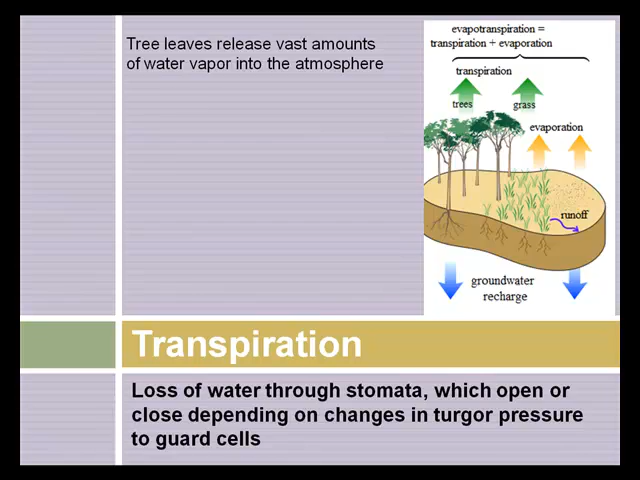 Tree leaves release vast amounts
of water vapor into the atmosphere
evapotranspiration =
transpiration + evaporation
transpiration
trees
grass
evaporation
runoff
groundwater
recharge
Transpiration
Loss of water through stomata, which open or
close depending on changes in turgor pressure
to guard cells